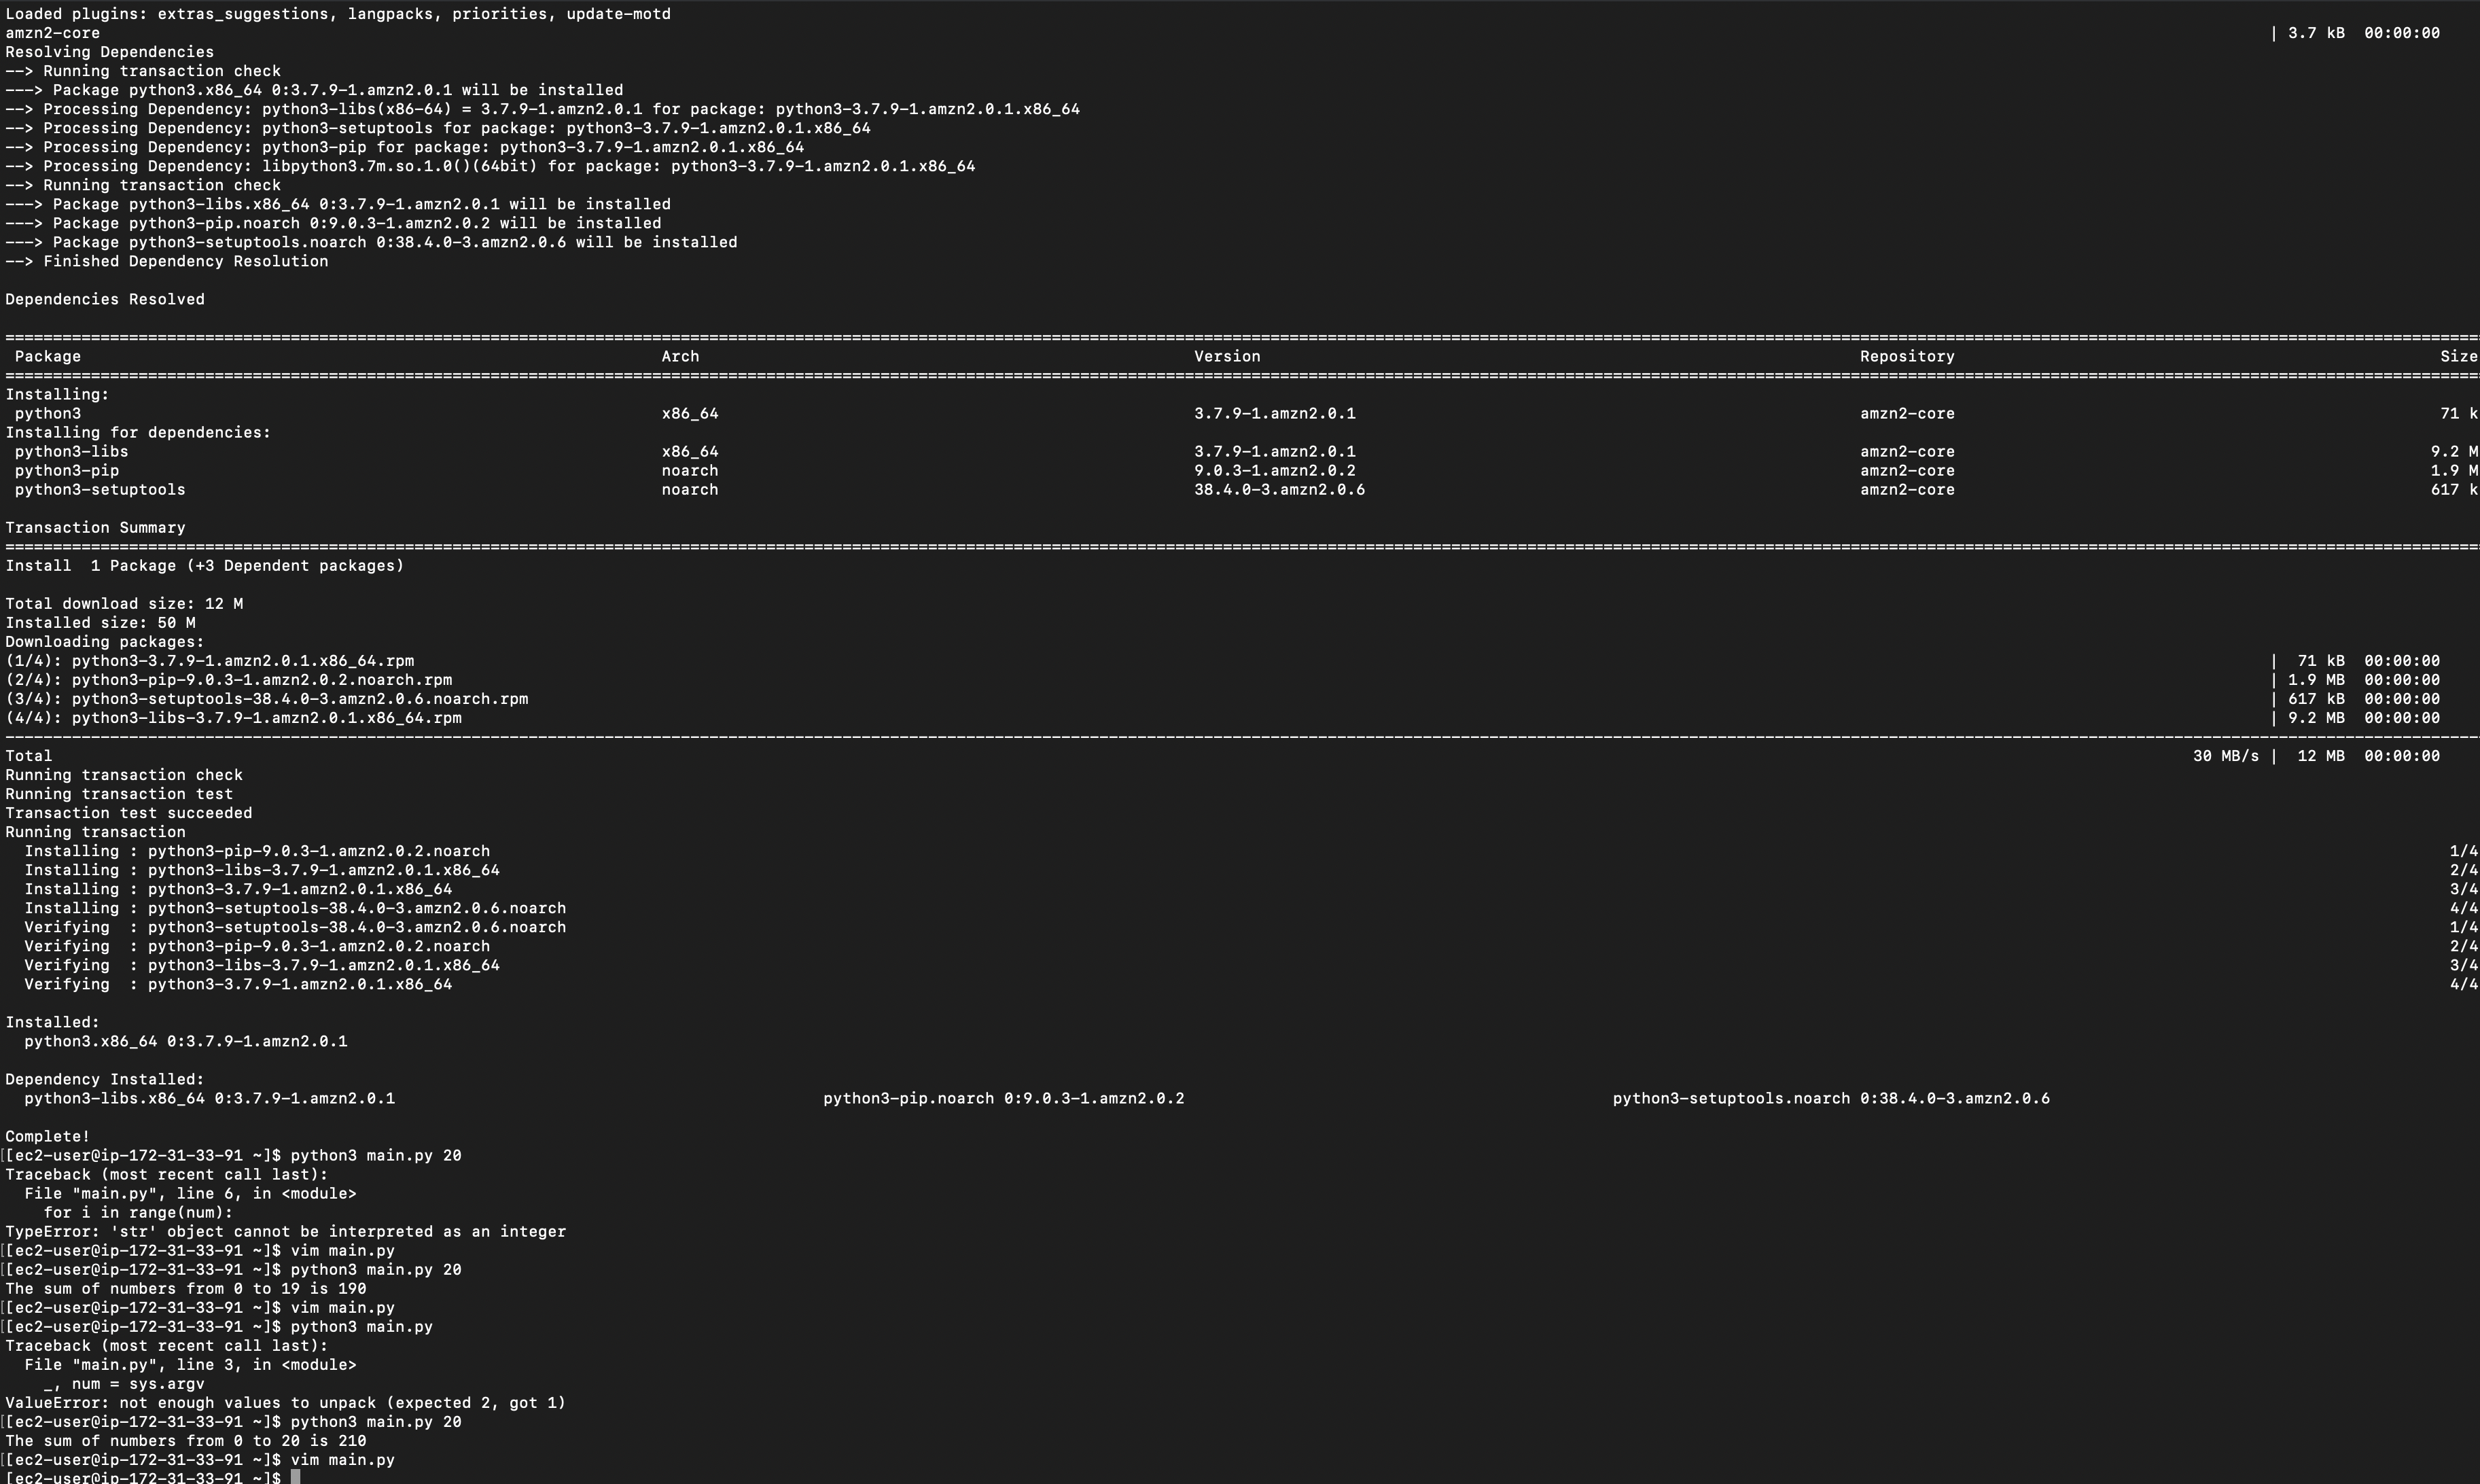 Loaded plugins: extras_suggestions, langpacks, priorities, update-motd
amzn2-core | 3.7 kB 00:00:00
Resolving Dependencies
--> Running transaction check
---> Package python3.x86_64 0:3.7.9-1.amzn2.0.1 will be installed
--> Processing Dependency: python3-libs(x86-64) = 3.7.9-1.amzn2.0.1 for package: python3-3.7.9-1.amzn2.0.1.x86_64
--> Processing Dependency: python3-setuptools for package: python3-3.7.9-1.amzn2.0.1.x86_64
--> Processing Dependency: python3-pip for package: python3-3.7.9-1.amzn2.0.1.x86_64
--> Processing Dependency: libpython3.7m.so.1.0()(64bit) for package: python3-3.7.9-1.amzn2.0.1.x86_64
--> Running transaction check
---> Package python3-libs.x86_64 0:3.7.9-1.amzn2.0.1 will be installed
---> Package python3-pip.noarch 0:9.0.3-1.amzn2.0.2 will be installed
---> Package python3-setuptools.noarch 0:38.4.0-3.amzn2.0.6 will be installed
--> Finished Dependency Resolution
Dependencies Resolved
Package Arch Version Repository Size
Installing:
python3 x86_64 3.7.9-1.amzn2.0.1 amzn2-core 71 k
Installing for dependencies:
python3-libs x86_64 3.7.9-1.amzn2.0.1 amzn2-core 9.2 M
python3-pip noarch 9.0.3-1.amzn2.0.2 amzn2-core 1.9 M
python3-setuptools noarch 38.4.0-3.amzn2.0.6 amzn2-core 617 k
Transaction Summary
Install 1 Package (+3 Dependent packages)
Total download size: 12 M
Installed size: 50 M
Downloading packages:
(1/4): python3-3.7.9-1.amzn2.0.1.x86_64.rpm | 71 kB 00:00:00
(2/4): python3-pip-9.0.3-1.amzn2.0.2.noarch.rpm | 1.9 MB 00:00:00
(3/4): python3-setuptools-38.4.0-3.amzn2.0.6.noarch.rpm | 617 kB 00:00:00
(4/4): python3-libs-3.7.9-1.amzn2.0.1.x86_64.rpm | 9.2 MB 00:00:00
Total 30 MB/s | 12 MB 00:00:00
Running transaction check
Running transaction test
Transaction test succeeded
Running transaction
Installing : python3-pip-9.0.3-1.amzn2.0.2.noarch 1/4
Installing : python3-libs-3.7.9-1.amzn2.0.1.x86_64 2/4
Installing : python3-3.7.9-1.amzn2.0.1.x86_64 3/4
Installing : python3-setuptools-38.4.0-3.amzn2.0.6.noarch 4/4
Verifying : python3-setuptools-38.4.0-3.amzn2.0.6.noarch 1/4
Verifying : python3-pip-9.0.3-1.amzn2.0.2.noarch 2/4
Verifying : python3-libs-3.7.9-1.amzn2.0.1.x86_64 3/4
Verifying : python3-3.7.9-1.amzn2.0.1.x86_64 4/4
Installed:
python3.x86_64 0:3.7.9-1.amzn2.0.1
Dependency Installed:
python3-libs.x86_64 0:3.7.9-1.amzn2.0.1 python3-pip.noarch 0:9.0.3-1.amzn2.0.2 python3-setuptools.noarch 0:38.4.0-3.amzn2.0.6
Complete!
[[ec2-user@ip-172-31-33-91 ~]$ python3 main.py 20
Traceback (most recent call last):
File "main.py", line 6, in <module>
for i in range(num):
TypeError: 'str' object cannot be interpreted as an integer
[[ec2-user@ip-172-31-33-91 ~]$ vim main.py
[[ec2-user@ip-172-31-33-91 ~]$ python3 main.py 20
The sum of numbers from 0 to 19 is 190
[[ec2-user@ip-172-31-33-91 ~]$ vim main.py
[[ec2-user@ip-172-31-33-91 ~]$ python3 main.py
Traceback (most recent call last):
File "main.py", line 3, in <module>
_, num = sys.argv
ValueError: not enough values to unpack (expected 2, got 1)
[[ec2-user@ip-172-31-33-91 ~]$ python3 main.py 20
The sum of numbers from 0 to 20 is 210
[[ec2-user@ip-172-31-33-91 ~]$ vim main.py
[ec2-user@ip-172-31-33-91 ~]$